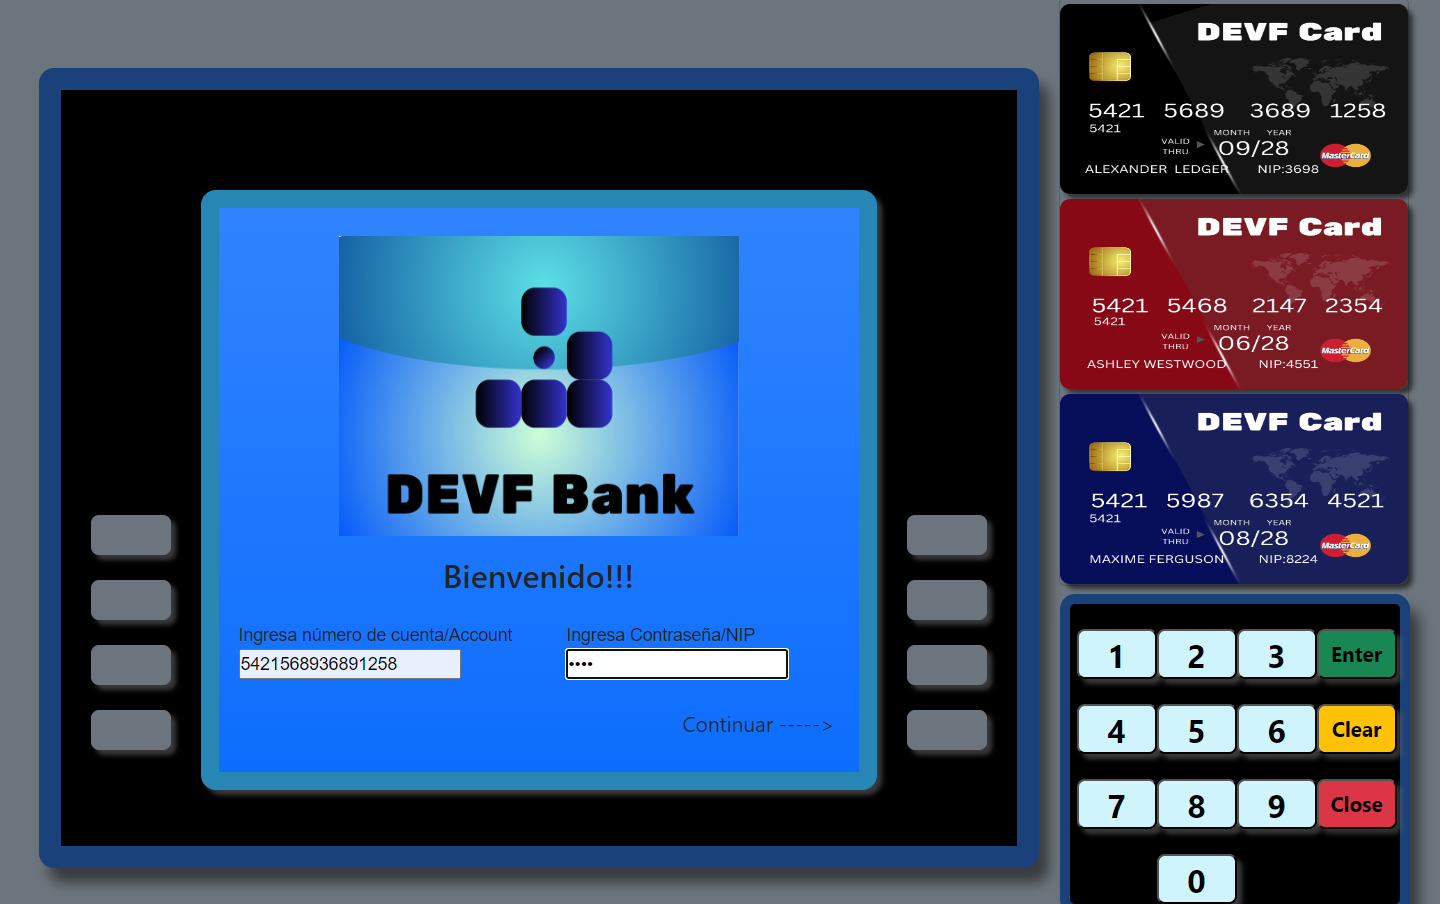 DEVF Bank
Bienvenido!!!
Ingresa número de cuenta/Account
5421568936891258
Ingresa Contraseña/NIP
••••
Continuar ----->
DEVF Card
5421 5689 3689 1258
5421
MONTH YEAR
VALID THRU
09/28
ALEXANDER LEDGER NIP:3698
MasterCard
DEVF Card
5421 5468 2147 2354
5421
MONTH YEAR
VALID THRU
06/28
ASHLEY WESTWOOD NIP:4551
MasterCard
DEVF Card
5421 5987 6354 4521
5421
MONTH YEAR
VALID THRU
08/28
MAXIME FERGUSON NIP:8224
MasterCard
1 2 3 Enter
4 5 6 Clear
7 8 9 Close
0